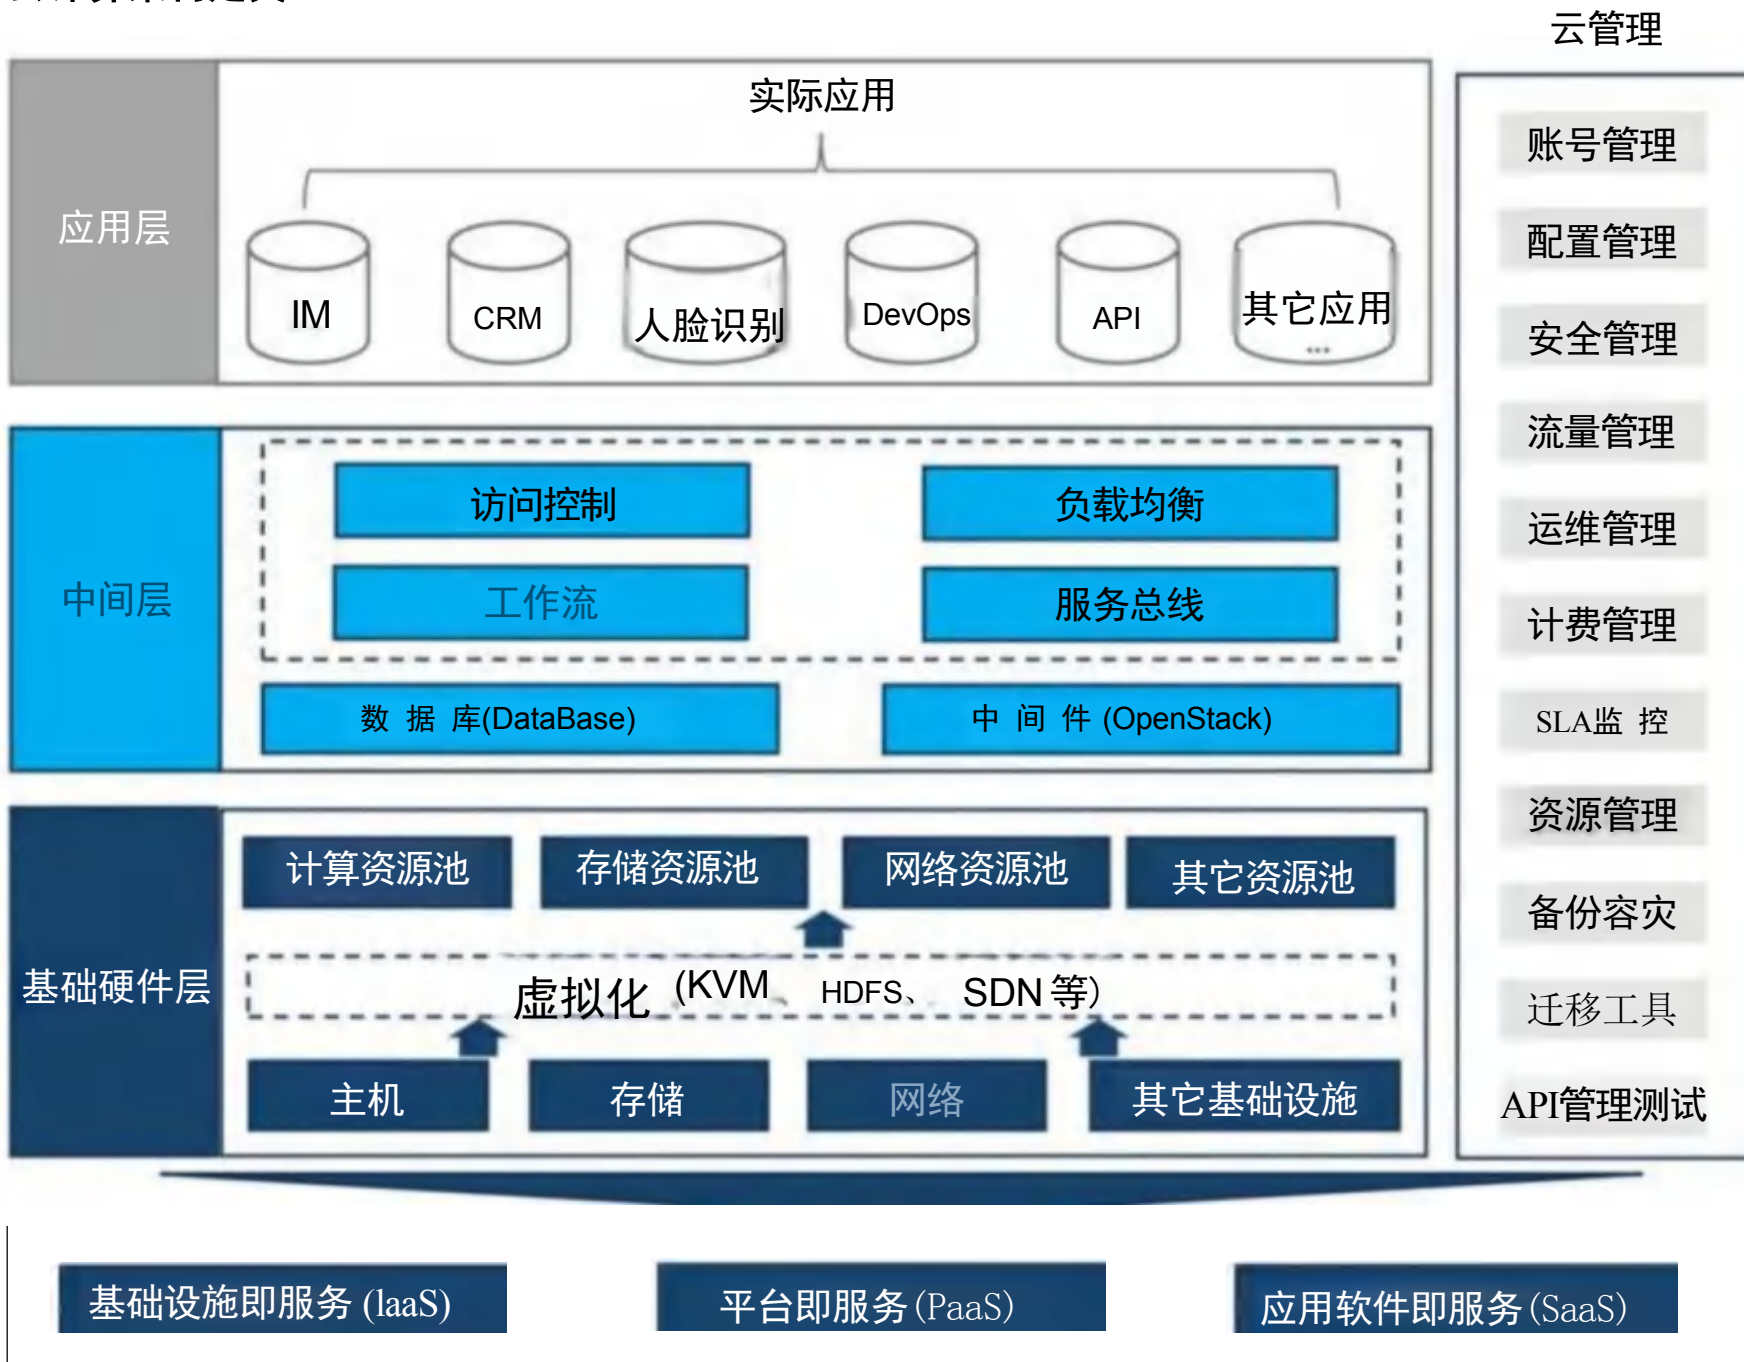 云管理
实际应用
应用层
IM
CRM
人脸识别
DevOps
API
其它应用
...
中间层
访问控制
负载均衡
工作流
服务总线
数 据 库(DataBase)
中 间 件 (OpenStack)
基础硬件层
计算资源池
存储资源池
网络资源池
其它资源池
虚拟化 (KVM、 HDFS、 SDN 等)
主机
存储
网络
其它基础设施
账号管理
配置管理
安全管理
流量管理
运维管理
计费管理
SLA监 控
资源管理
备份容灾
迁移工具
API管理测试
基础设施即服务 (laaS)
平台即服务(PaaS)
应用软件即服务(SaaS)